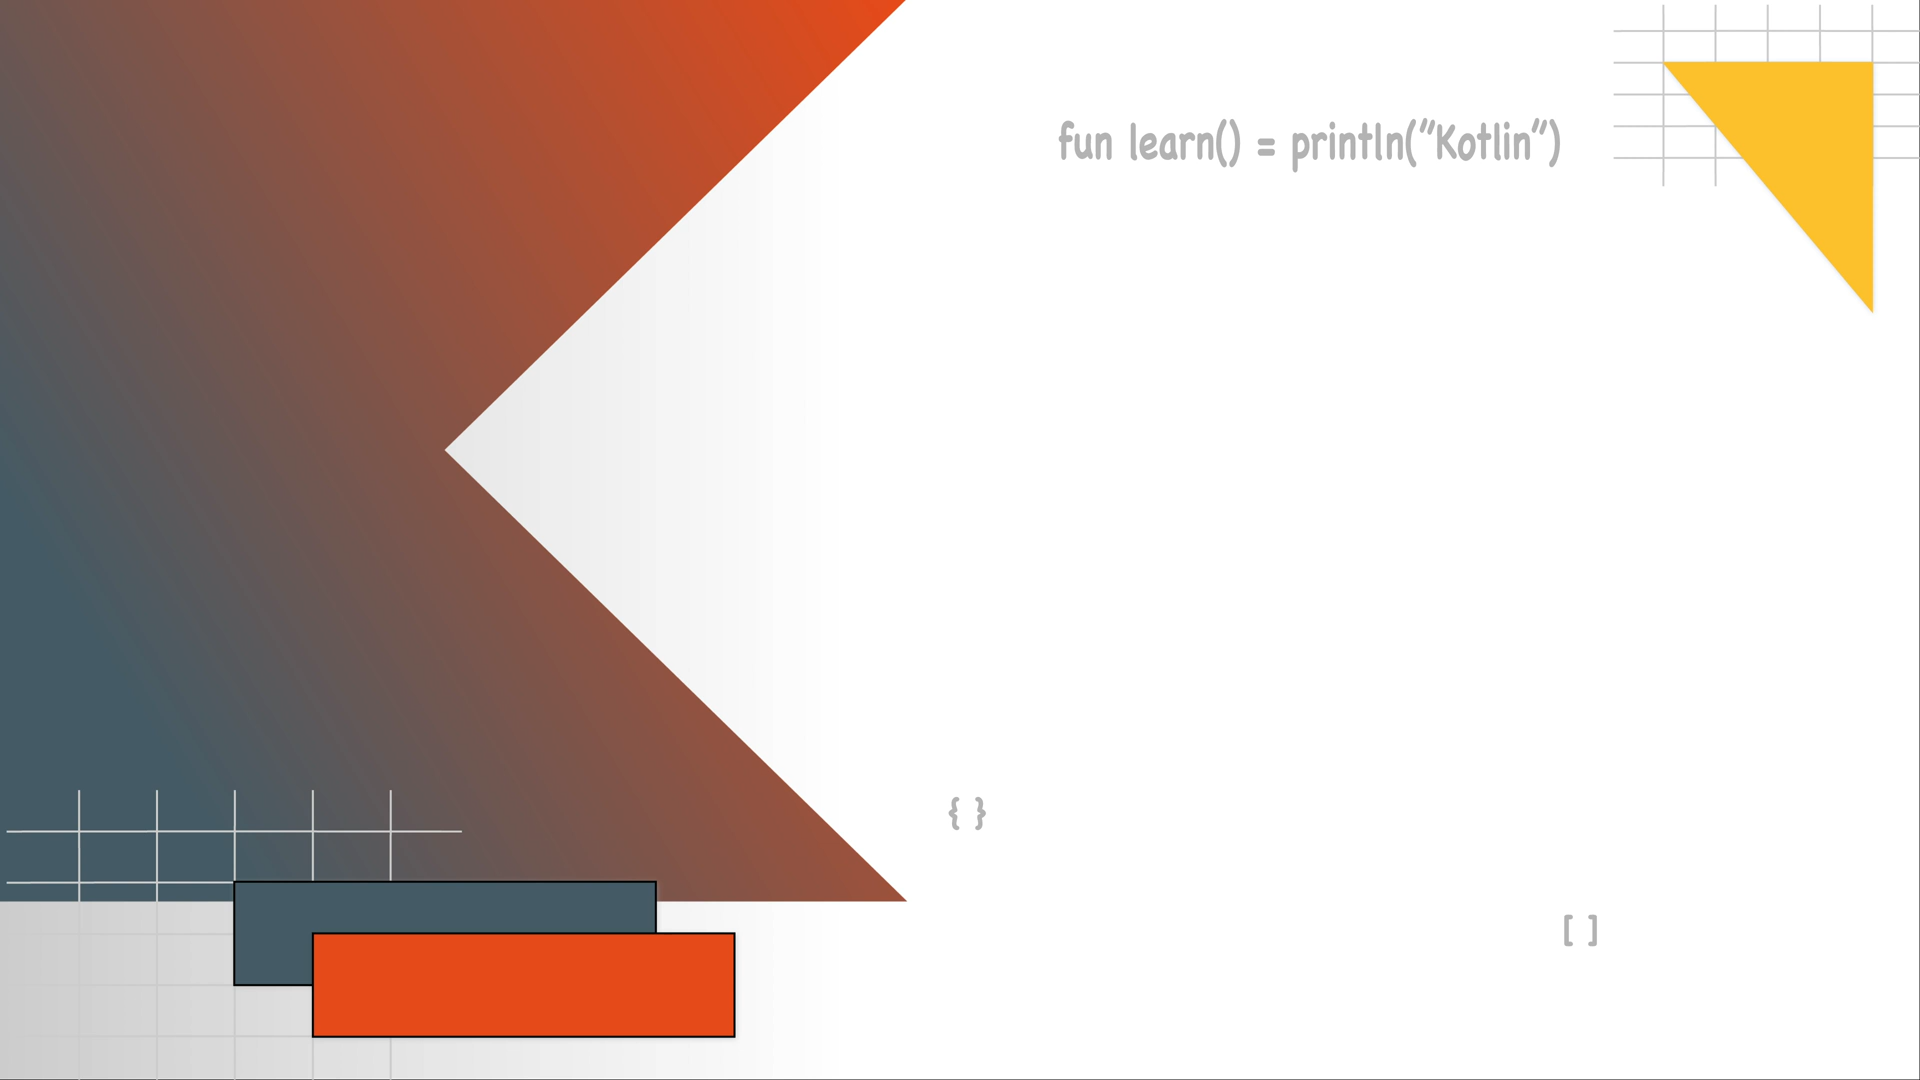 fun learn() = println("Kotlin")
{ }
[ ]